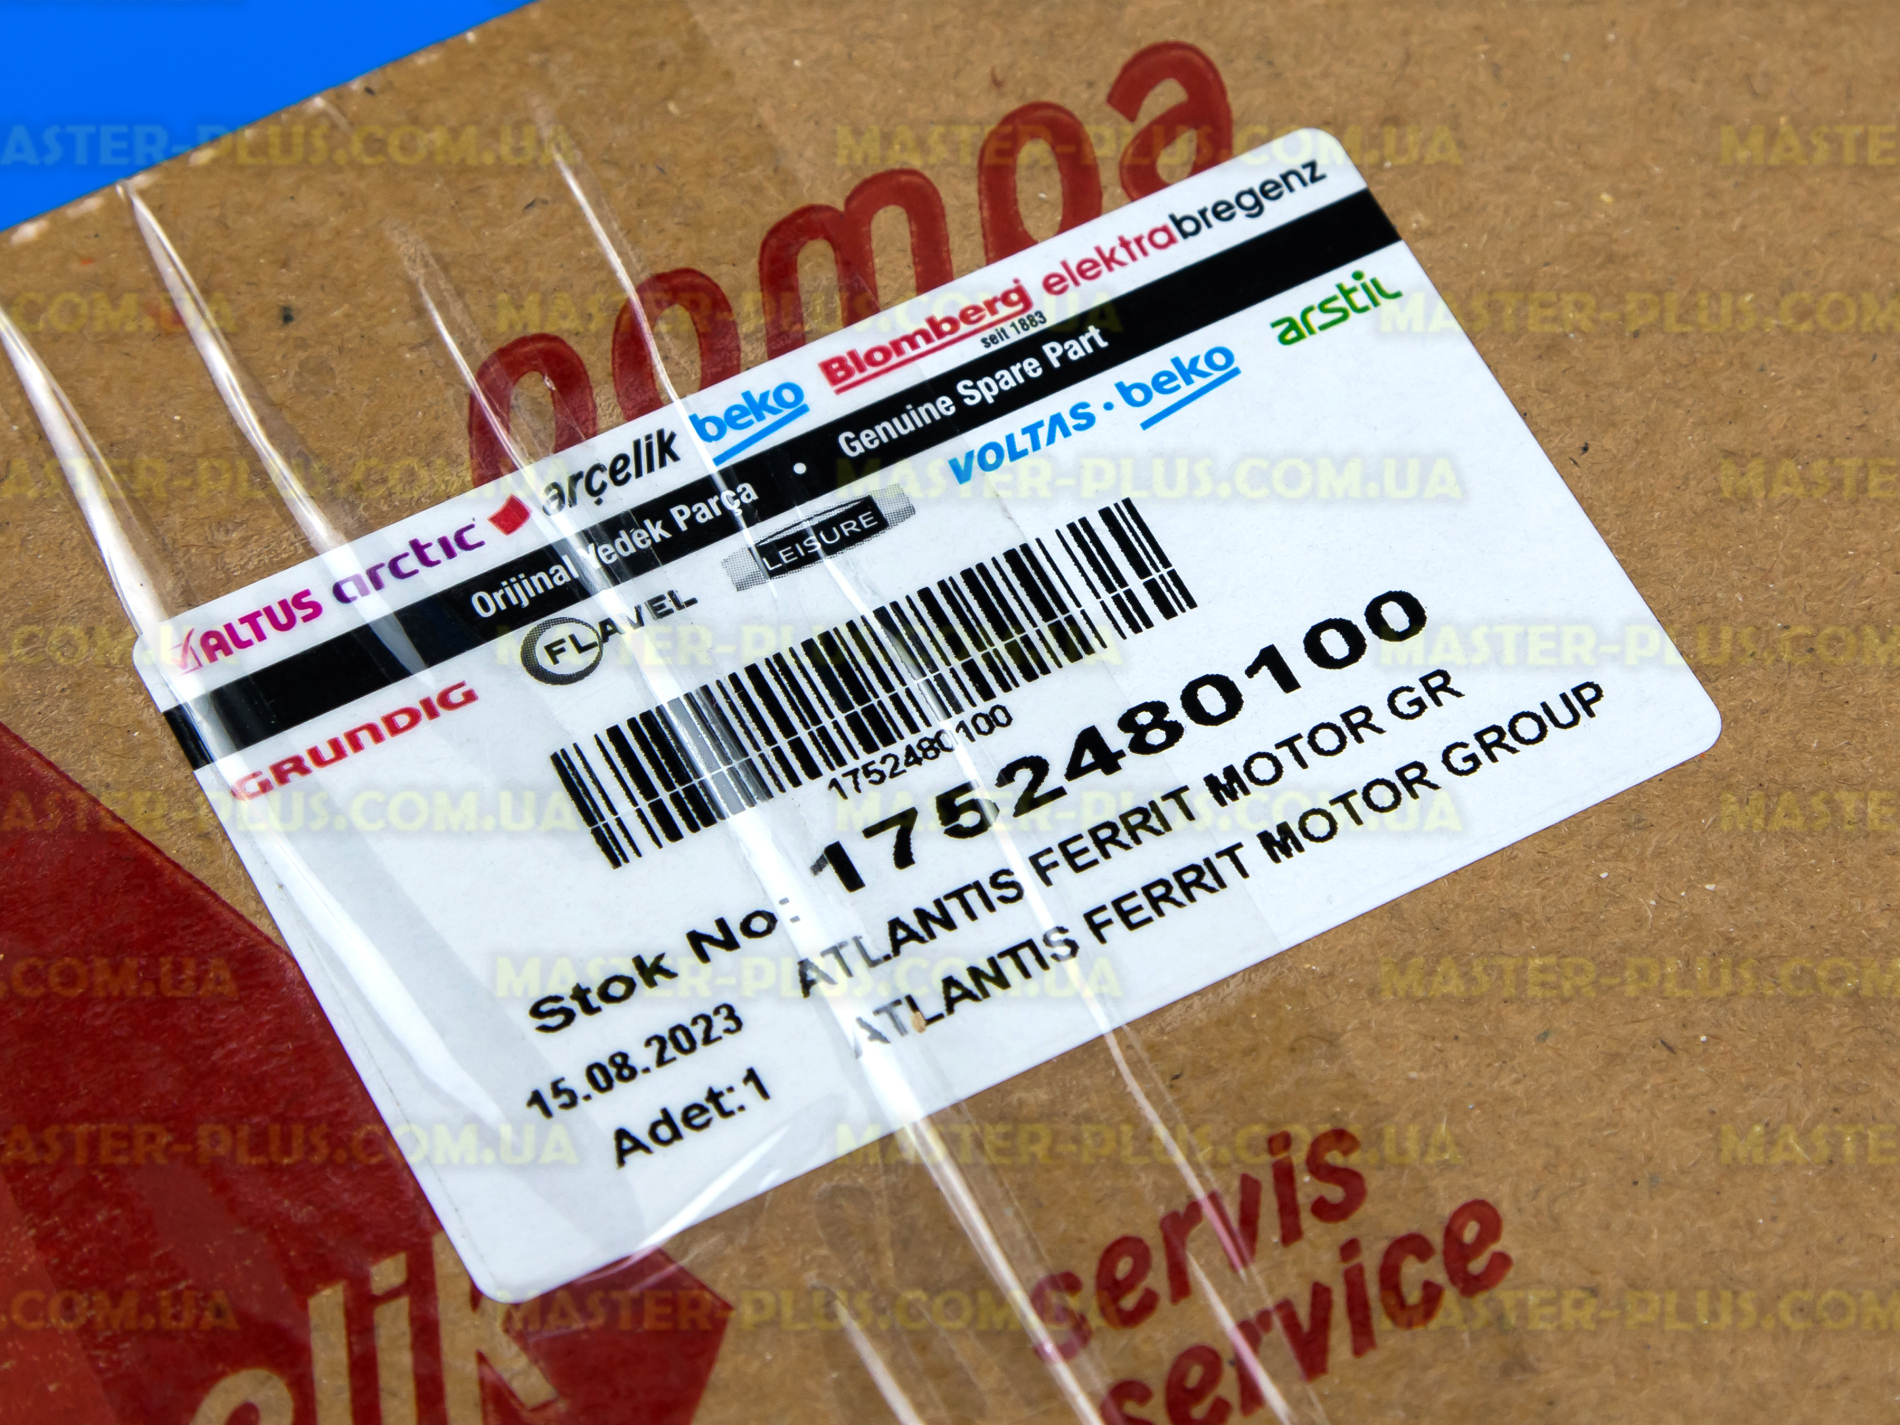 pompa
ALTUS arctic arçelik beko Blomberg elektrabregenz
seit 1883
Orijinal Yedek Parça • Genuine Spare Part
GRUNDIG FLAVEL LEISURE VOLTAS · beko arstil
1752480100
Stok No: 1752480100
15.08.2023 ATLANTIS FERRIT MOTOR GR
Adet:1 ATLANTIS FERRIT MOTOR GROUP
servis
service
elik
MASTER-PLUS.COM.UA